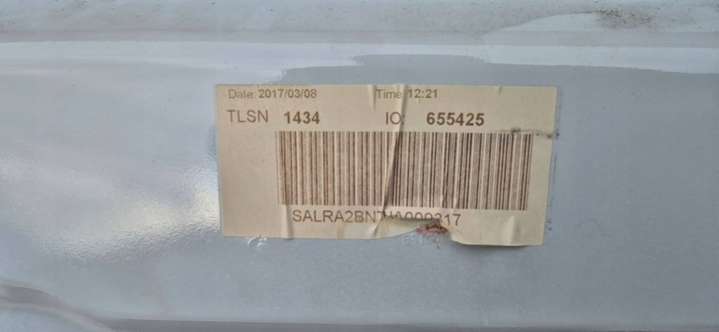 Date: 2017/03/08 Time: 12:21
TLSN 1434 IO: 655425